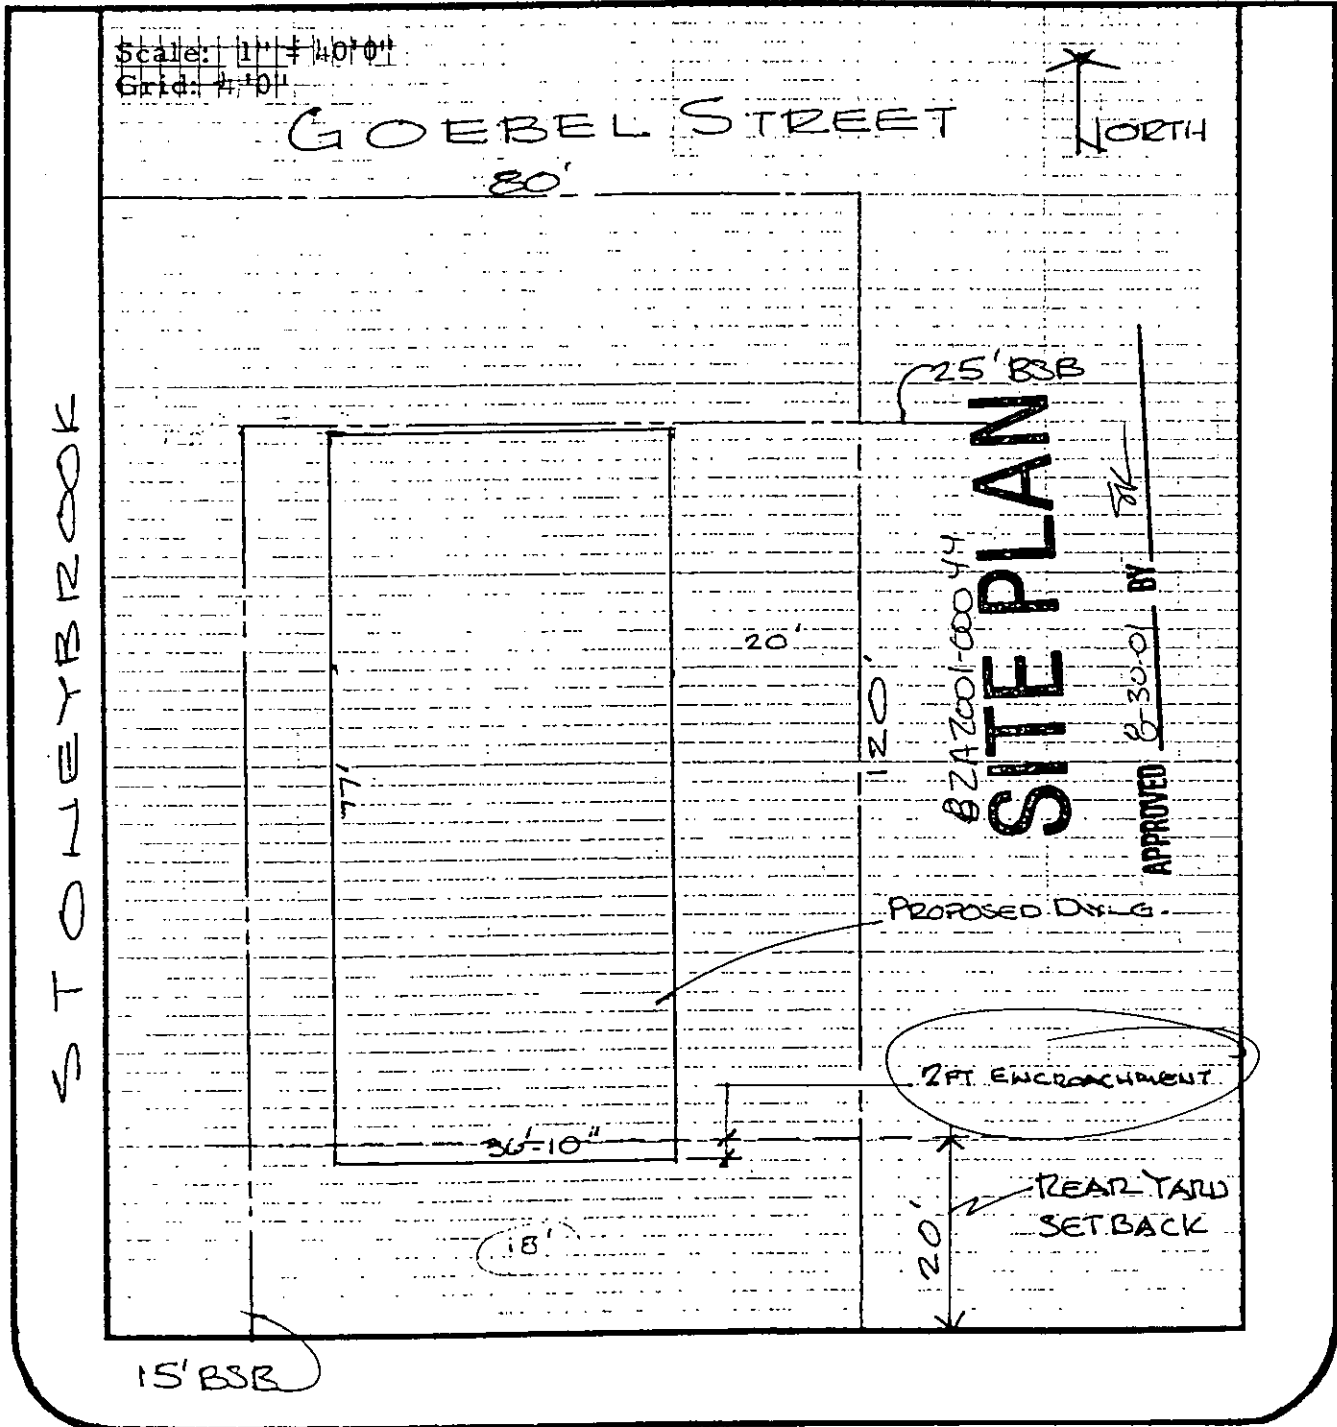 Scale: 1" = 40'0"
Grid: 4'0"
GOEBEL STREET
NORTH
80'
25' BSB
STONEYBROOK
BZA2001-00044
SITE PLAN
20'
120'
77'
PROPOSED DWLG.
2FT ENCROACHMENT
36'-10"
REAR YARD
SETBACK
20'
18'
15' BSB
APPROVED 8-30-01 BY